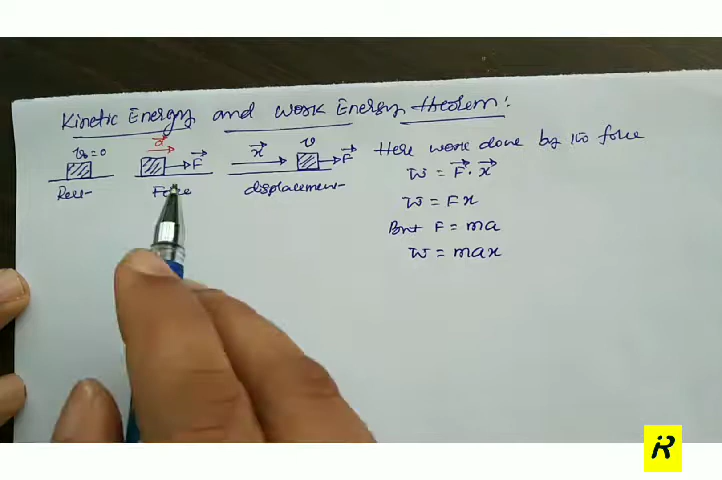 Kinetic Energy and work Energy theorem:
v₀ = 0
a⃗
F⃗
x⃗
v
F⃗
Rest
Force
displacement
Here work done by the force
W = F⃗ . x⃗
W = F x
But F = ma
W = max
R